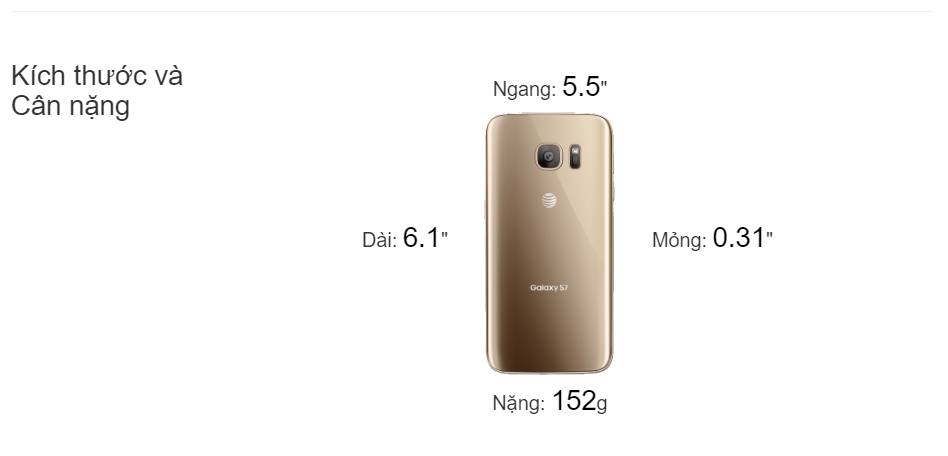 Kích thước và
Cân nặng
Ngang: 5.5"
Dài: 6.1"
Mỏng: 0.31"
Galaxy S7
Nặng: 152g